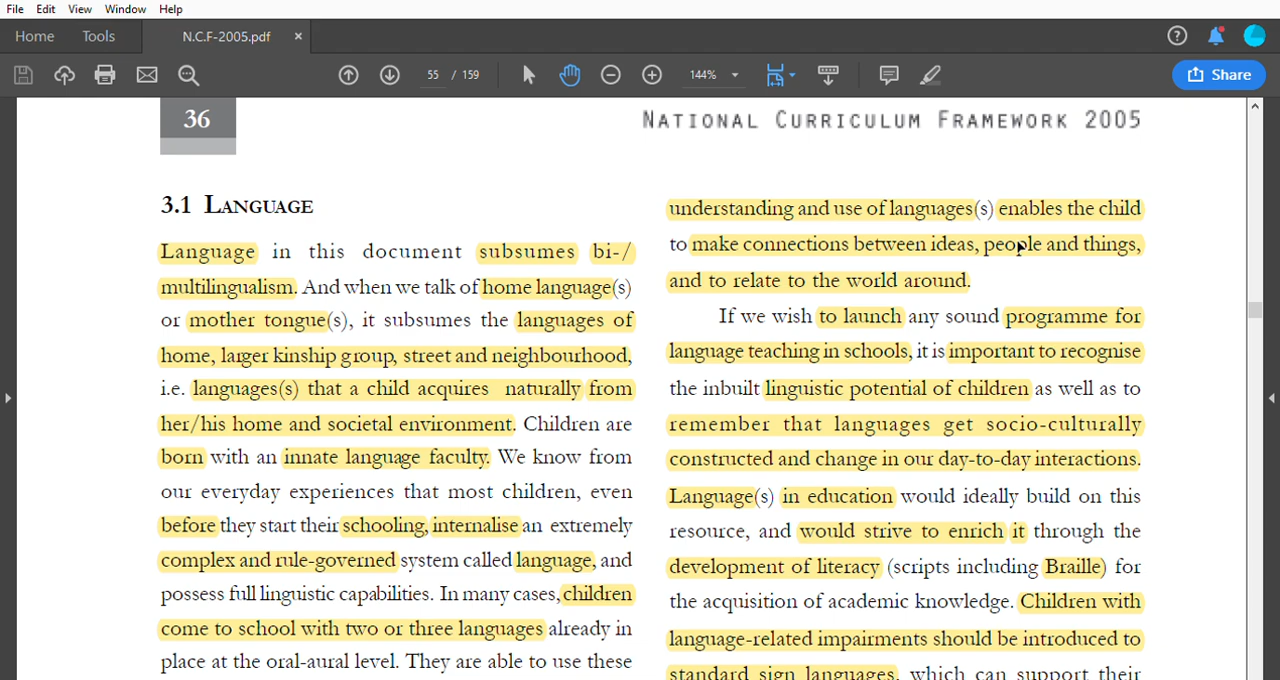 File Edit View Window Help
Home Tools N.C.F-2005.pdf ×
55 / 159 144% Share
36
NATIONAL CURRICULUM FRAMEWORK 2005
3.1 LANGUAGE
Language in this document subsumes bi-/
multilingualism. And when we talk of home language(s)
or mother tongue(s), it subsumes the languages of
home, larger kinship group, street and neighbourhood,
i.e. languages(s) that a child acquires naturally from
her/his home and societal environment. Children are
born with an innate language faculty. We know from
our everyday experiences that most children, even
before they start their schooling, internalise an extremely
complex and rule-governed system called language, and
possess full linguistic capabilities. In many cases, children
come to school with two or three languages already in
place at the oral-aural level. They are able to use these
understanding and use of languages(s) enables the child
to make connections between ideas, people and things,
and to relate to the world around.
If we wish to launch any sound programme for
language teaching in schools, it is important to recognise
the inbuilt linguistic potential of children as well as to
remember that languages get socio-culturally
constructed and change in our day-to-day interactions.
Language(s) in education would ideally build on this
resource, and would strive to enrich it through the
development of literacy (scripts including Braille) for
the acquisition of academic knowledge. Children with
language-related impairments should be introduced to
standard sign languages, which can support their